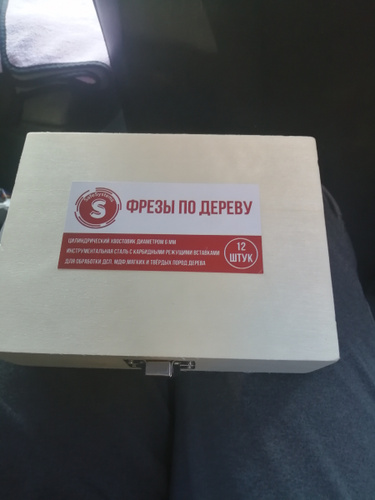 S
ФРЕЗЫ ПО ДЕРЕВУ
ЦИЛИНДРИЧЕСКИЙ ХВОСТОВИК ДИАМЕТРОМ 6 ММ
ИНСТРУМЕНТАЛЬНАЯ СТАЛЬ С КАРБИДНЫМИ РЕЖУЩИМИ ВСТАВКАМИ
ДЛЯ ОБРАБОТКИ ДСП, МДФ МЯГКИХ И ТВЕРДЫХ ПОРОД ДЕРЕВА
12
ШТУК